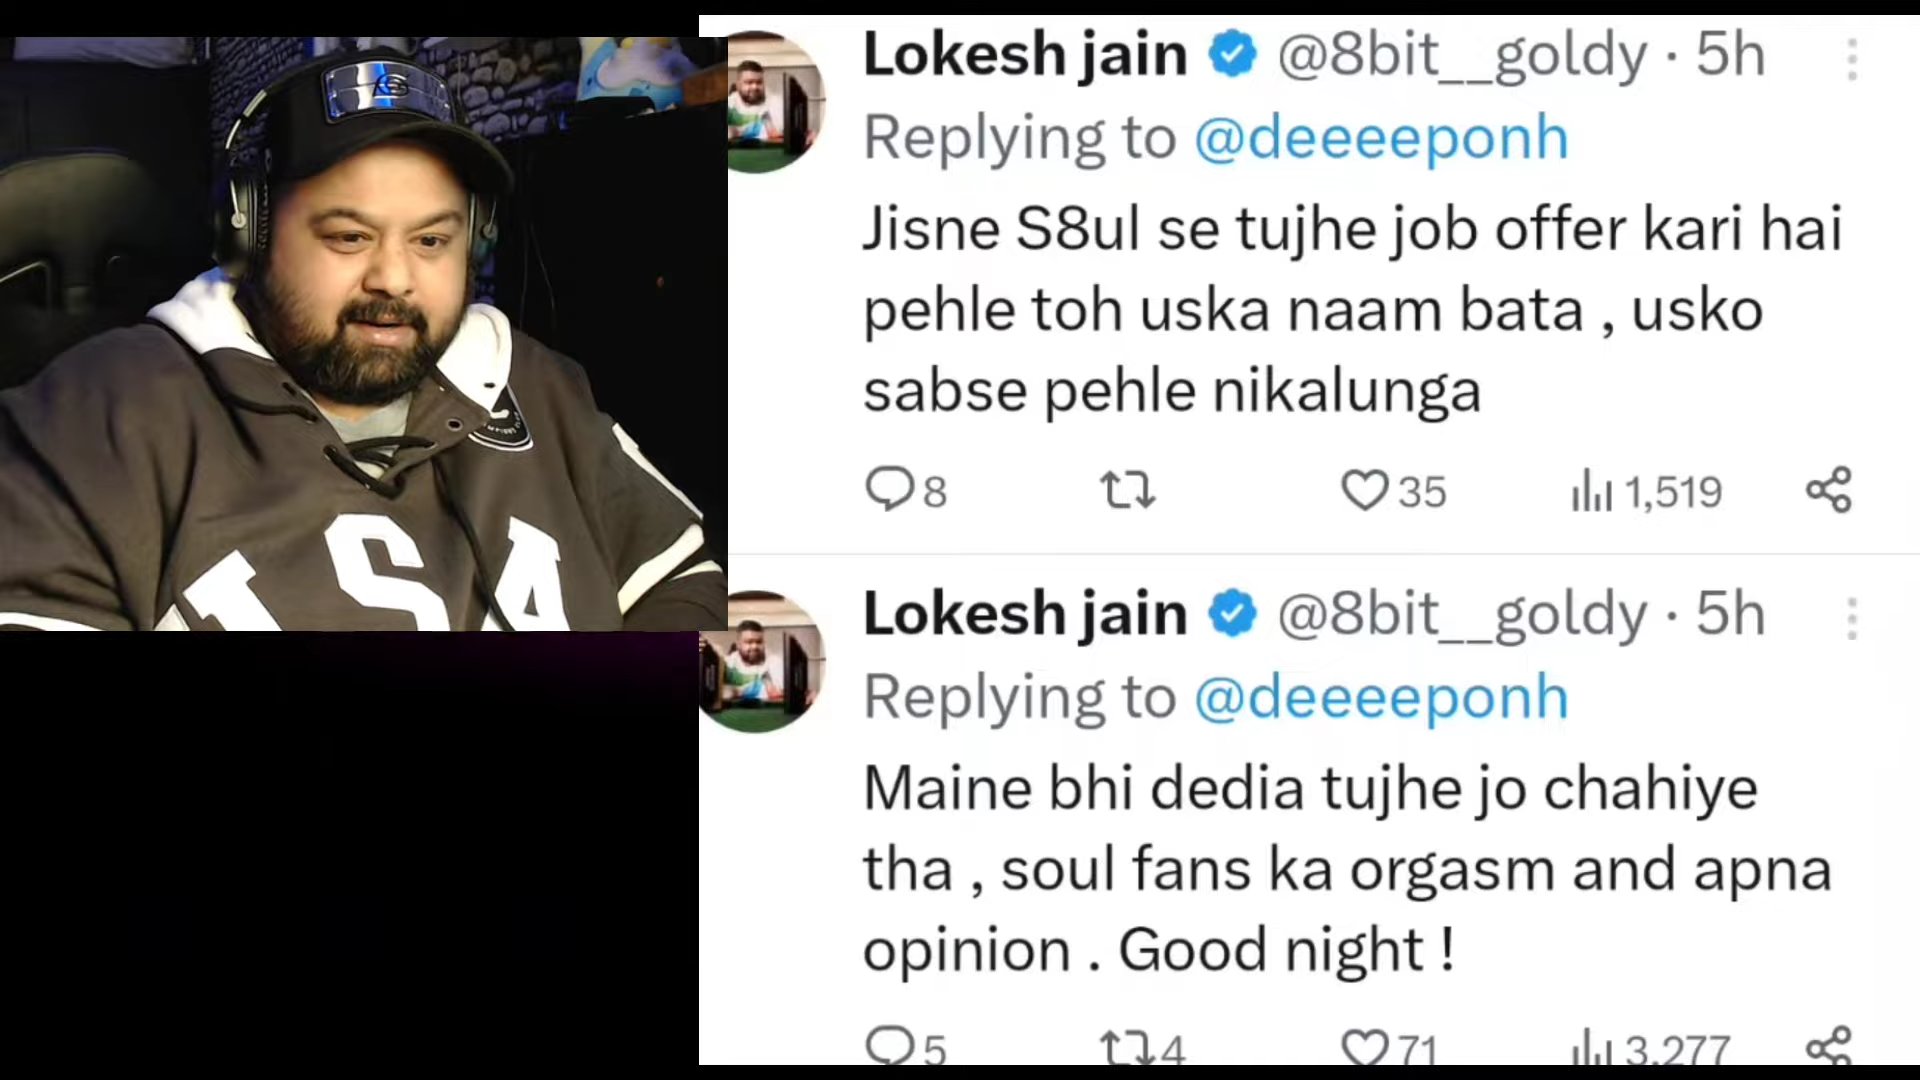 Lokesh jain @8bit__goldy · 5h
Replying to @deeeeponh
Jisne S8ul se tujhe job offer kari hai
pehle toh uska naam bata , usko
sabse pehle nikalunga
8 35 1,519
Lokesh jain @8bit__goldy · 5h
Replying to @deeeeponh
Maine bhi dedia tujhe jo chahiye
tha , soul fans ka orgasm and apna
opinion . Good night !
5 4 71 3,277
USA